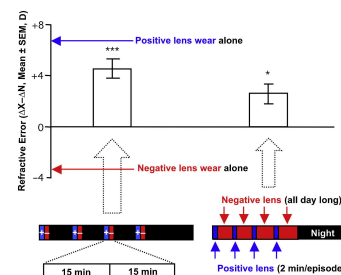 Refractive Error (ΔX–ΔN, Mean ± SEM, D)
+8
+4
0
−4
Positive lens wear alone
***
*
Negative lens wear alone
Negative lens (all day long)
+ – + – + – + –
Night
Positive lens (2 min/episode
15 min 15 min